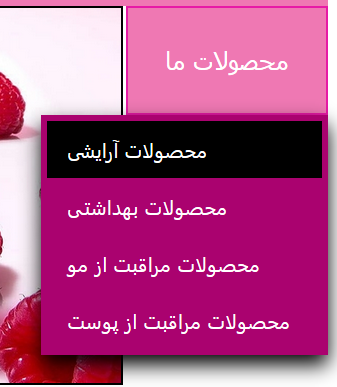 محصولات ما
محصولات آرایشی
محصولات بهداشتی
محصولات مراقبت از مو
محصولات مراقبت از پوست